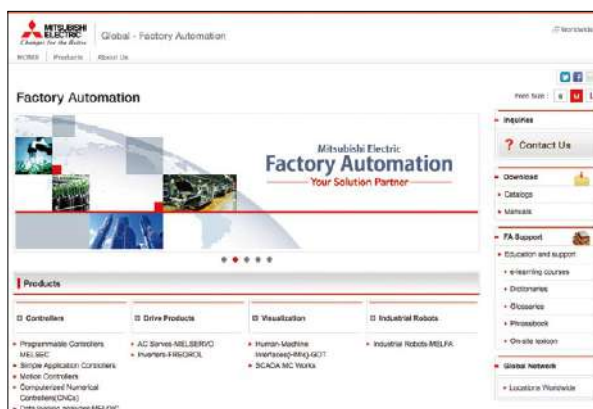 MITSUBISHI
ELECTRIC
Changes for the Better
Global - Factory Automation
Worldwide
HOME Products About Us
Factory Automation
Font Size : S M L
Mitsubishi Electric
Factory Automation
Your Solution Partner
Products
Controllers
Programmable Controllers
MELSEC
Simple Application Controllers
Motion Controllers
Computerized Numerical
Controllers(CNCs)
Drive Products
AC Servos-MELSERVO
Inverters-FREQROL
Visualization
Human-Machine
Interfaces(HMIs)-GOT
SCADA MC Works
Industrial Robots
Industrial Robots-MELFA
Inquiries
? Contact Us
Download
Catalogs
Manuals
FA Support
Education and support
e-learning courses
Dictionaries
Glossaries
Phrasebook
On-site lexicon
Global Network
Locations Worldwide